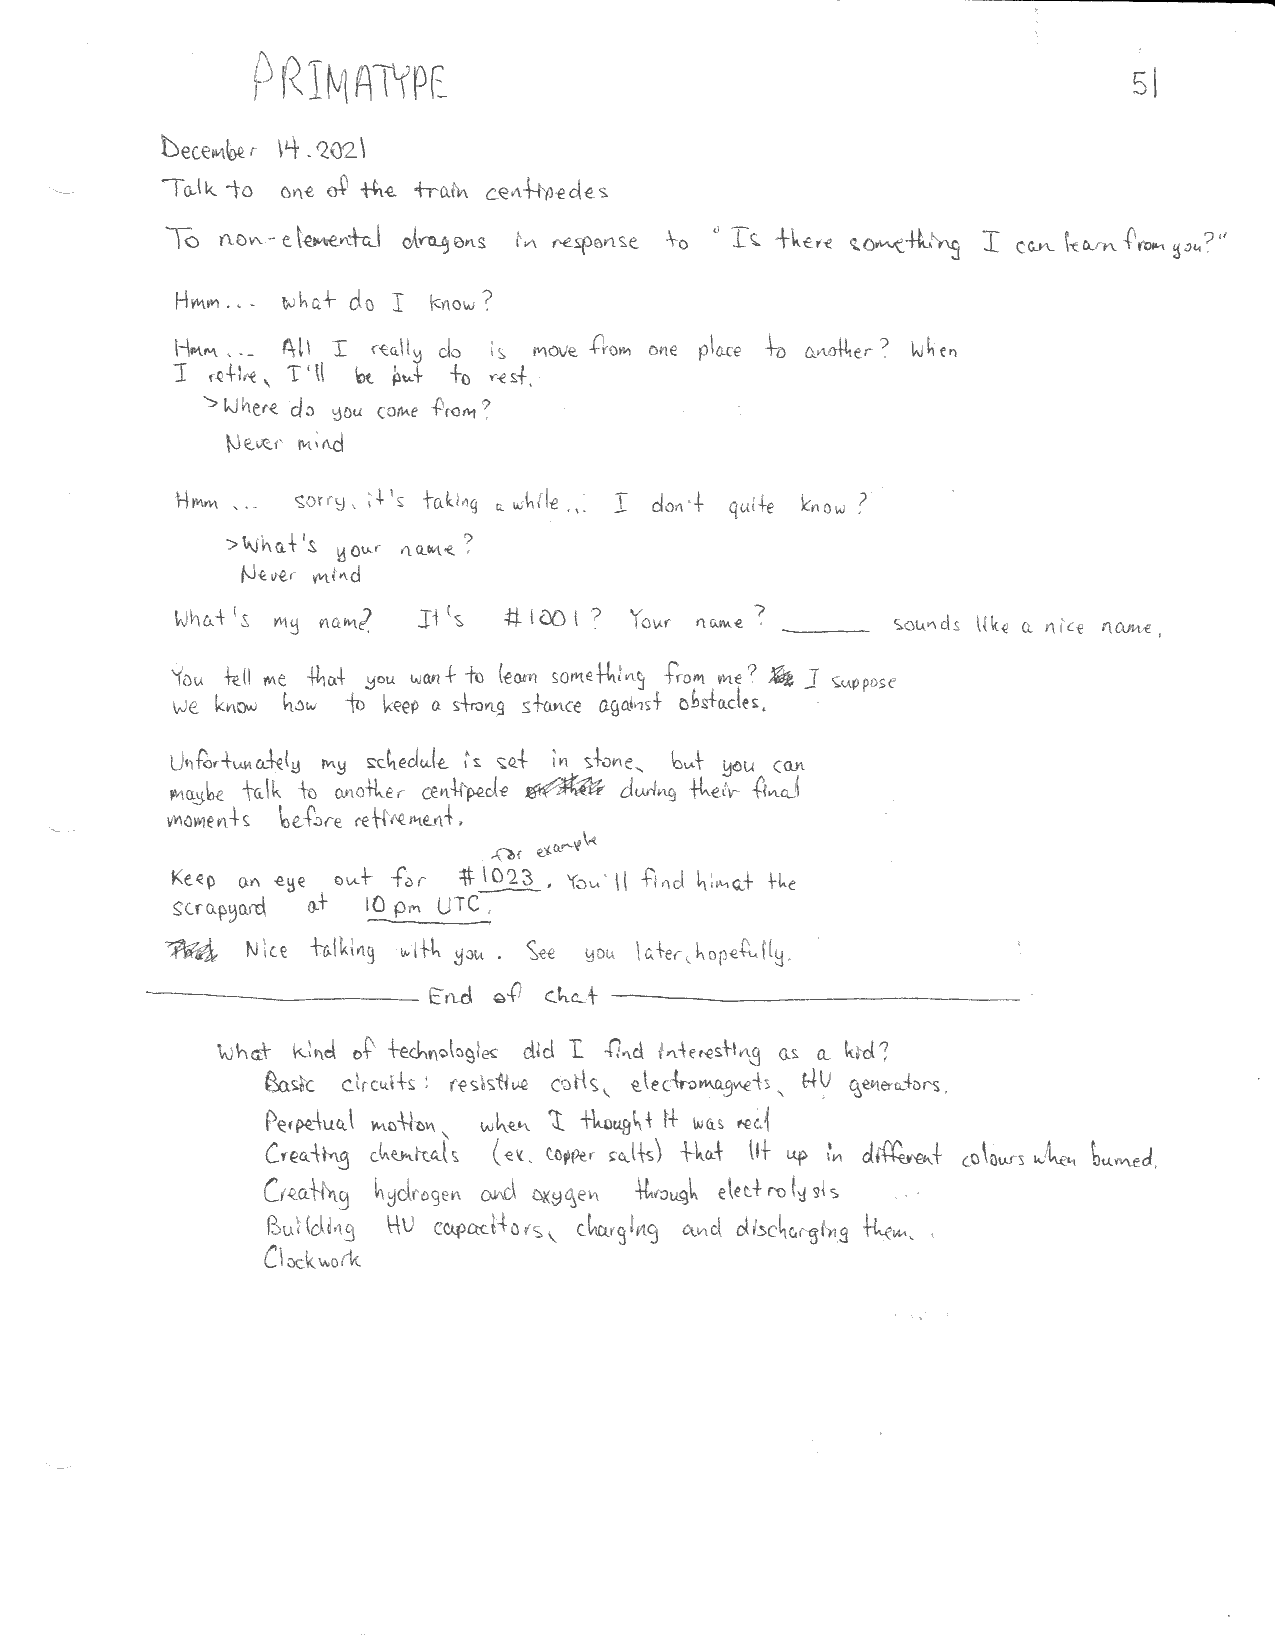 PRIMATYPE
51
December 14.2021
Talk to one of the train centipedes
To non-elemental dragons in response to "Is there something I can learn from you?"
Hmm... what do I know?
Hmm... All I really do is move from one place to another? When
I retire, I'll be put to rest.
>Where do you come from?
Never mind
Hmm ... sorry, it's taking a while... I don't quite know?
>What's your name?
Never mind
What's my name? It's #1001? Your name? ______ sounds like a nice name.
You tell me that you want to learn something from me? I suppose
we know how to keep a strong stance against obstacles.
Unfortunately my schedule is set in stone, but you can
maybe talk to another centipede during their final
moments before retirement.
for example
Keep an eye out for #1023. You'll find him at the
scrapyard at 10 pm UTC.
Nice talking with you. See you later, hopefully.
End of chat
What kind of technologies did I find interesting as a kid?
Basic circuits: resistive coils, electromagnets, HV generators.
Perpetual motion, when I thought it was real
Creating chemicals (ex. copper salts) that lit up in different colours when burned.
Creating hydrogen and oxygen through electrolysis
Building HV capacitors, charging and discharging them.
Clockwork